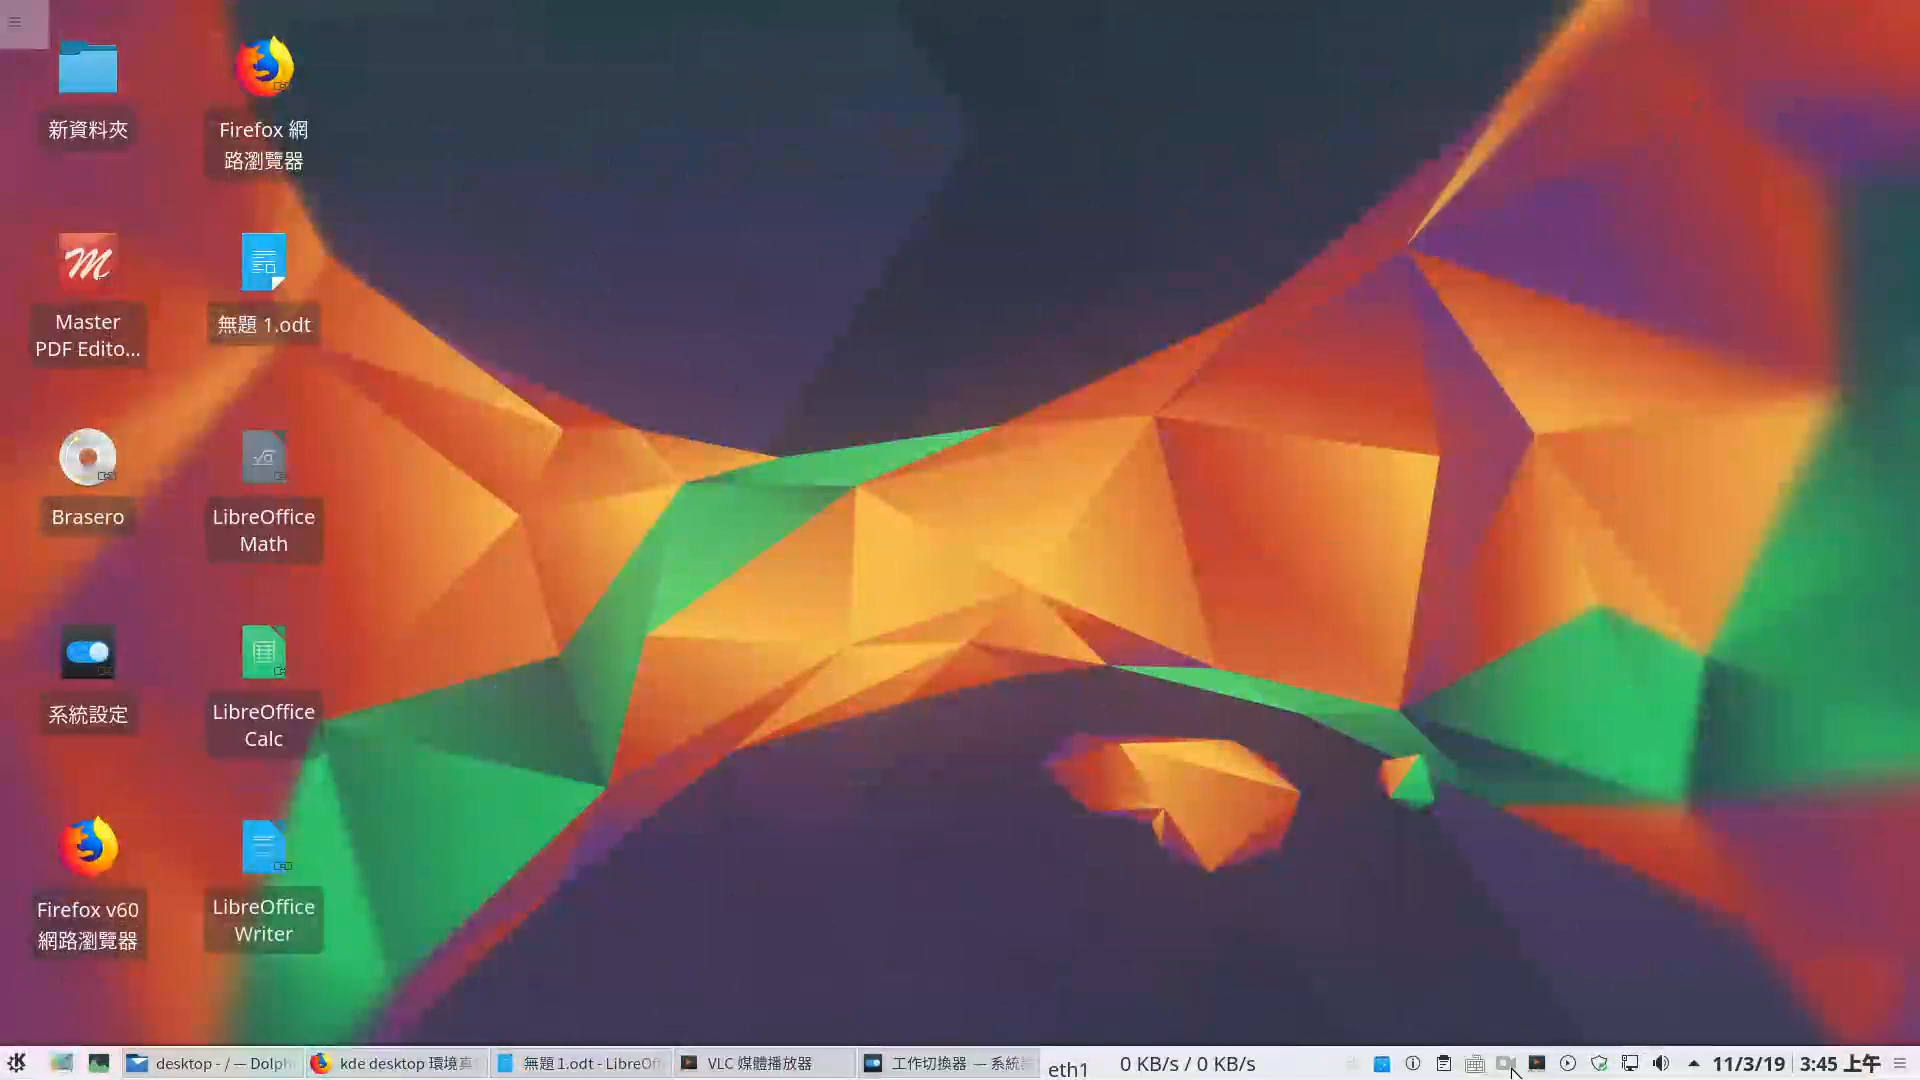 新資料夾
Firefox 網
路瀏覽器
Master
PDF Edito...
無題 1.odt
Brasero
LibreOffice
Math
系統設定
LibreOffice
Calc
Firefox v60
網路瀏覽器
LibreOffice
Writer
desktop - / — Dolph
kde desktop 環境
無題 1.odt - LibreOf
VLC 媒體播放器
工作切換器 — 系統
eth1
0 KB/s / 0 KB/s
11/3/19
3:45 上午